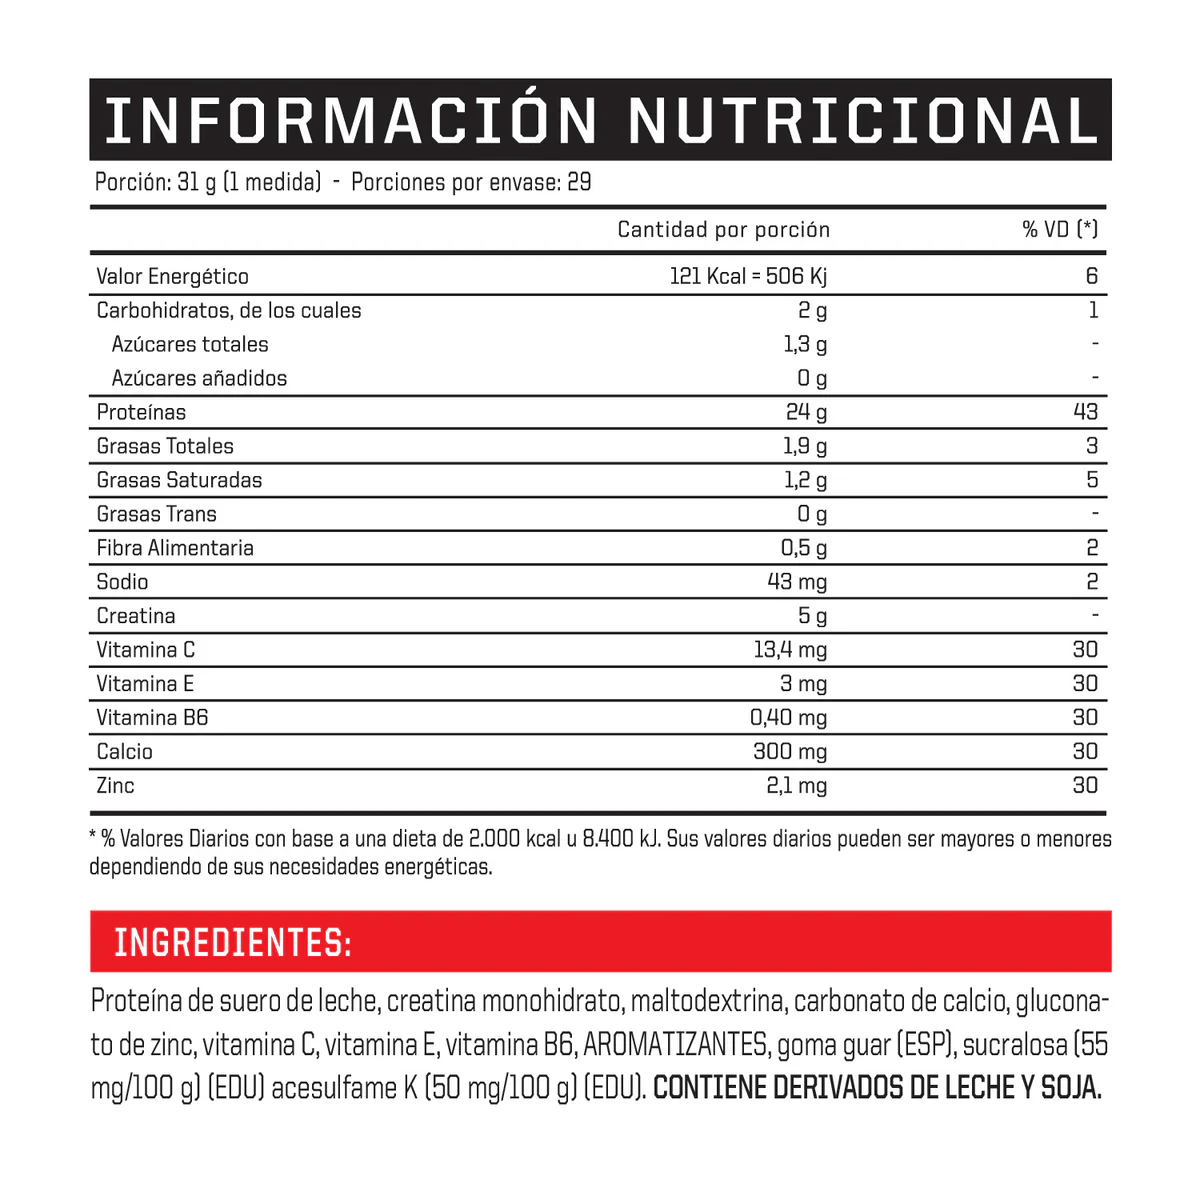 INFORMACIÓN NUTRICIONAL
Porción: 31 g (1 medida) - Porciones por envase: 29
Cantidad por porción % VD (*)
Valor Energético 121 Kcal = 506 Kj 6
Carbohidratos, de los cuales 2 g 1
Azúcares totales 1,3 g -
Azúcares añadidos 0 g -
Proteínas 24 g 43
Grasas Totales 1,9 g 3
Grasas Saturadas 1,2 g 5
Grasas Trans 0 g -
Fibra Alimentaria 0,5 g 2
Sodio 43 mg 2
Creatina 5 g -
Vitamina C 13,4 mg 30
Vitamina E 3 mg 30
Vitamina B6 0,40 mg 30
Calcio 300 mg 30
Zinc 2,1 mg 30
* % Valores Diarios con base a una dieta de 2.000 kcal u 8.400 kJ. Sus valores diarios pueden ser mayores o menores
dependiendo de sus necesidades energéticas.
INGREDIENTES:
Proteína de suero de leche, creatina monohidrato, maltodextrina, carbonato de calcio, glucona-
to de zinc, vitamina C, vitamina E, vitamina B6, AROMATIZANTES, goma guar (ESP), sucralosa (55
mg/100 g) (EDU) acesulfame K (50 mg/100 g) (EDU). CONTIENE DERIVADOS DE LECHE Y SOJA.